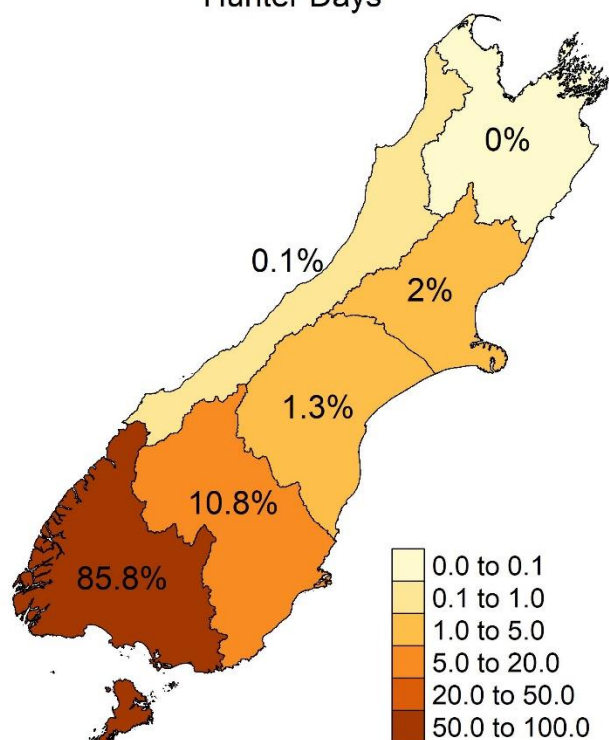 Hunter Days
0%
0.1%
2%
1.3%
10.8%
85.8%
0.0 to 0.1
0.1 to 1.0
1.0 to 5.0
5.0 to 20.0
20.0 to 50.0
50.0 to 100.0